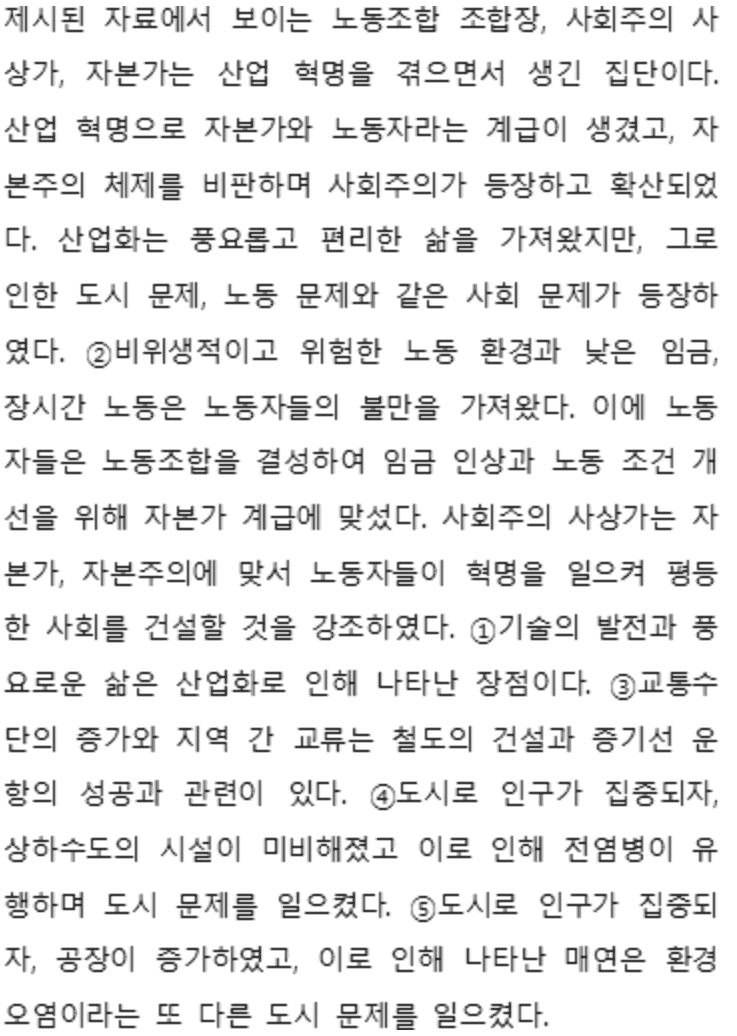 제시된 자료에서 보이는 노동조합 조합장, 사회주의 사
상가, 자본가는 산업 혁명을 겪으면서 생긴 집단이다.
산업 혁명으로 자본가와 노동자라는 계급이 생겼고, 자
본주의 체제를 비판하며 사회주의가 등장하고 확산되었
다. 산업화는 풍요롭고 편리한 삶을 가져왔지만, 그로
인한 도시 문제, 노동 문제와 같은 사회 문제가 등장하
였다. ②비위생적이고 위험한 노동 환경과 낮은 임금,
장시간 노동은 노동자들의 불만을 가져왔다. 이에 노동
자들은 노동조합을 결성하여 임금 인상과 노동 조건 개
선을 위해 자본가 계급에 맞섰다. 사회주의 사상가는 자
본가, 자본주의에 맞서 노동자들이 혁명을 일으켜 평등
한 사회를 건설할 것을 강조하였다. ①기술의 발전과 풍
요로운 삶은 산업화로 인해 나타난 장점이다. ③교통수
단의 증가와 지역 간 교류는 철도의 건설과 증기선 운
항의 성공과 관련이 있다. ④도시로 인구가 집중되자,
상하수도의 시설이 미비해졌고 이로 인해 전염병이 유
행하며 도시 문제를 일으켰다. ⑤도시로 인구가 집중되
자, 공장이 증가하였고, 이로 인해 나타난 매연은 환경
오염이라는 또 다른 도시 문제를 일으켰다.